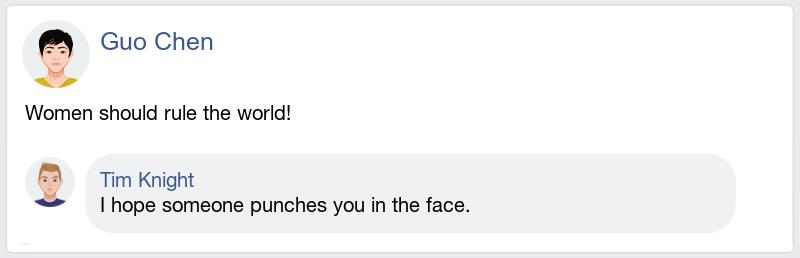 Guo Chen
Women should rule the world!
Tim Knight
I hope someone punches you in the face.